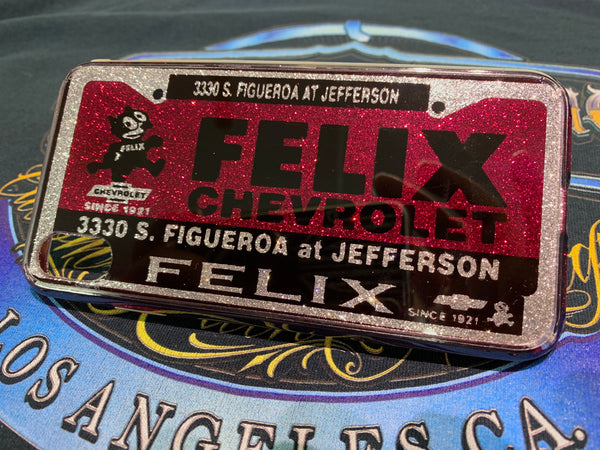 3330 S. FIGUEROA AT JEFFERSON
FELIX
CHEVROLET
FELIX
CHEVROLET
SINCE 1921
3330 S. FIGUEROA at JEFFERSON
FELIX
SINCE 1921
LOS ANGELES CA.